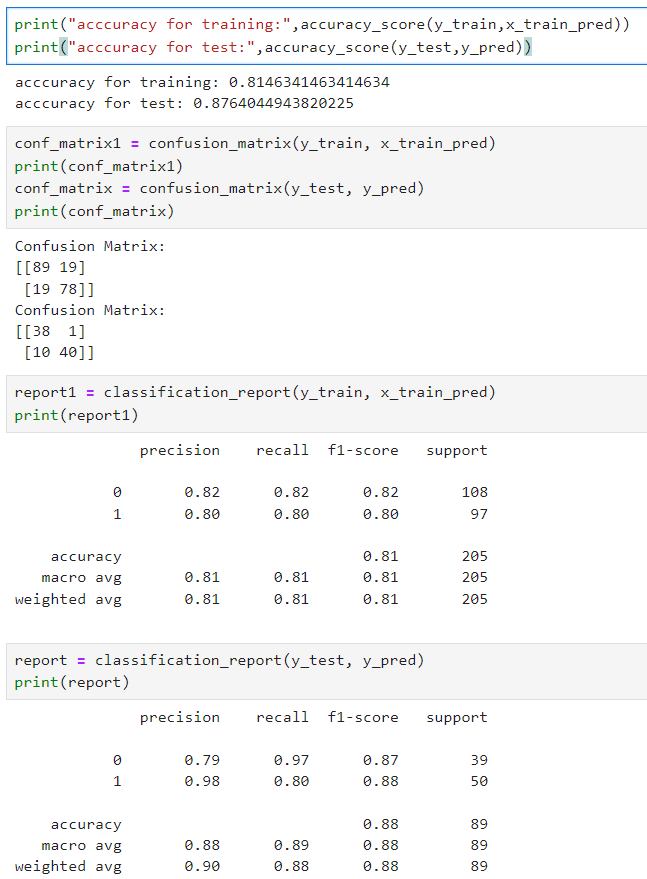 print("acccuracy for training:",accuracy_score(y_train,x_train_pred))
print("acccuracy for test:",accuracy_score(y_test,y_pred))
acccuracy for training: 0.8146341463414634
acccuracy for test: 0.8764044943820225
conf_matrix1 = confusion_matrix(y_train, x_train_pred)
print(conf_matrix1)
conf_matrix = confusion_matrix(y_test, y_pred)
print(conf_matrix)
Confusion Matrix:
[[89 19]
 [19 78]]
Confusion Matrix:
[[38  1]
 [10 40]]
report1 = classification_report(y_train, x_train_pred)
print(report1)
              precision    recall  f1-score   support
           0       0.82      0.82      0.82       108
           1       0.80      0.80      0.80        97
    accuracy                           0.81       205
   macro avg       0.81      0.81      0.81       205
weighted avg       0.81      0.81      0.81       205
report = classification_report(y_test, y_pred)
print(report)
              precision    recall  f1-score   support
           0       0.79      0.97      0.87        39
           1       0.98      0.80      0.88        50
    accuracy                           0.88        89
   macro avg       0.88      0.89      0.88        89
weighted avg       0.90      0.88      0.88        89